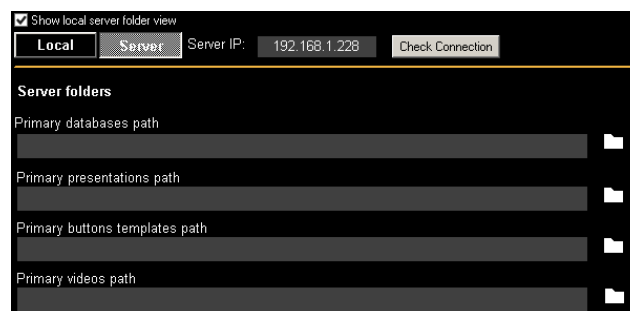 Show local server folder view
Local Server Server IP: 192.168.1.228 Check Connection
Server folders
Primary databases path
Primary presentations path
Primary buttons templates path
Primary videos path